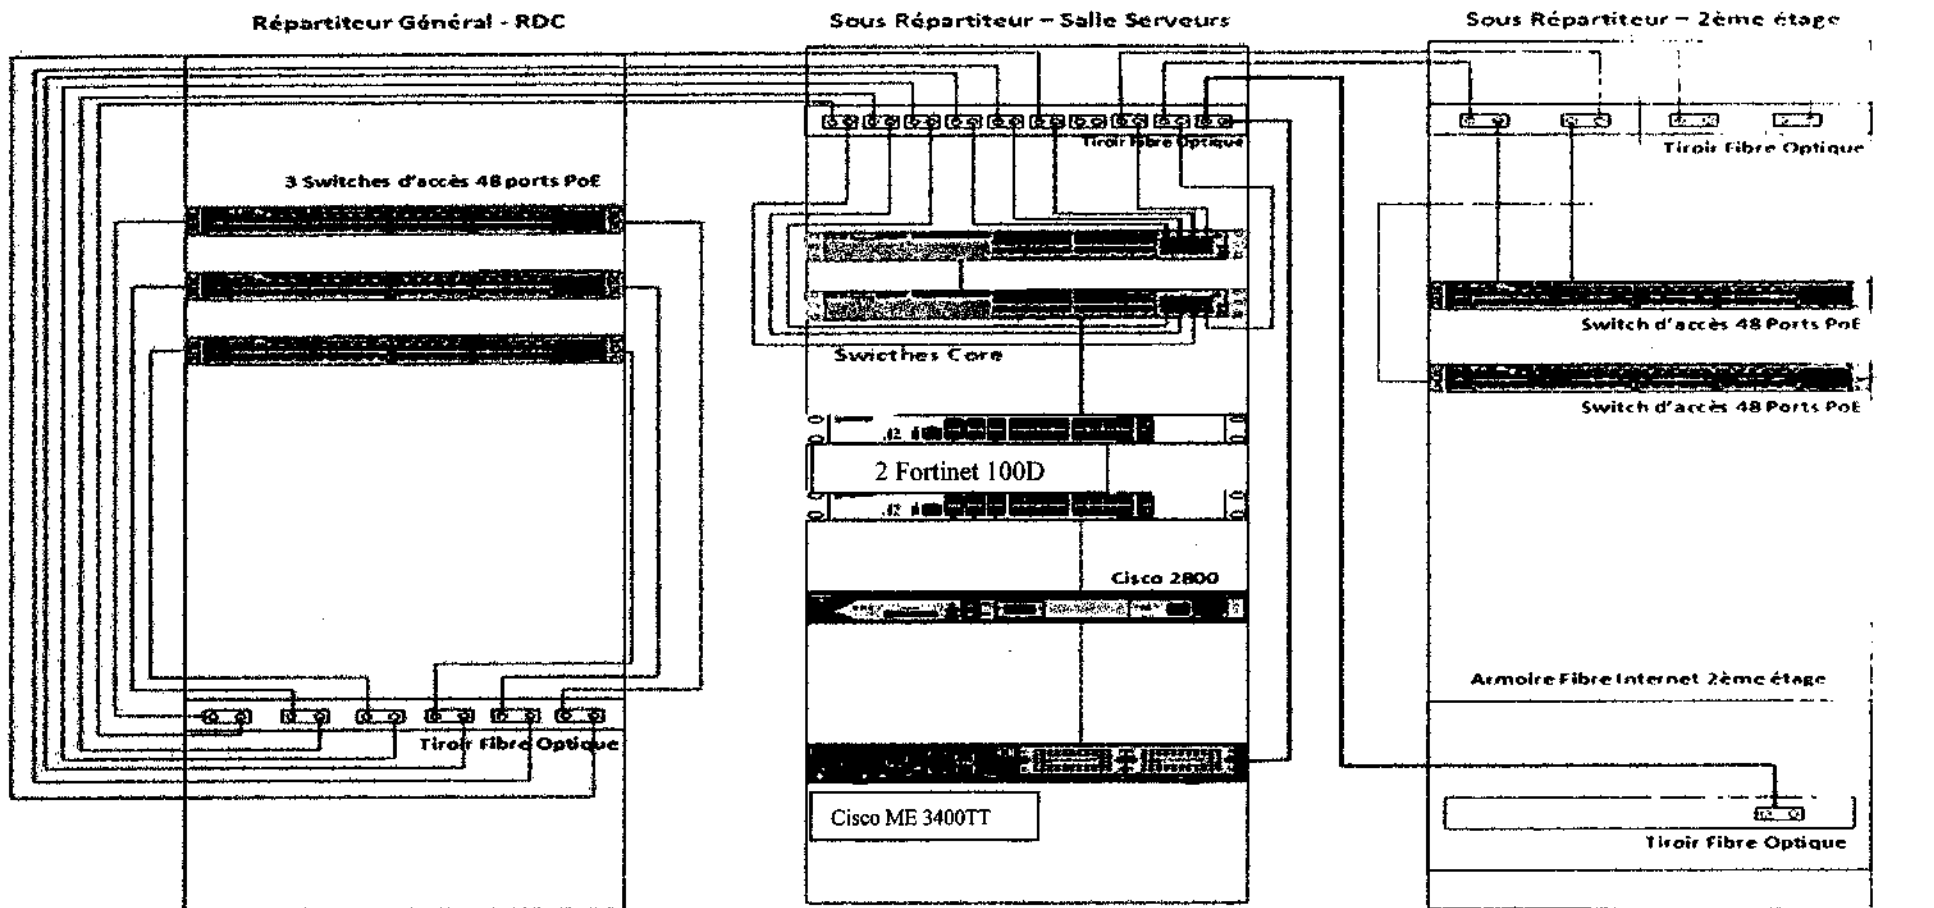 Répartiteur Général - RDC
Sous Répartiteur – Salle Serveurs
Sous Répartiteur – 2ème étage
Tiroir Fibre Optique
Tiroir Fibre Optique
3 Switches d'accès 48 ports PoE
Switch d'accès 48 Ports PoE
Swicthes Core
Switch d'accès 48 Ports PoE
2 Fortinet 100D
Cisco 2800
Armoire Fibre Internet 2ème étage
Tiroir Fibre Optique
Cisco ME 3400TT
Tiroir Fibre Optique